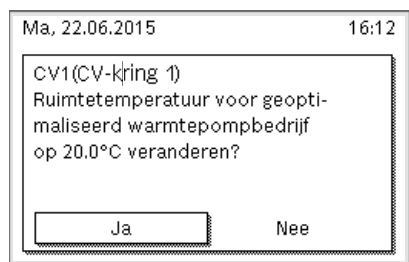 Ma, 22.06.2015 16:12
CV1(CV-kring 1)
Ruimtetemperatuur voor geopti-
maliseerd warmtepompbedrijf
op 20.0°C veranderen?
Ja Nee